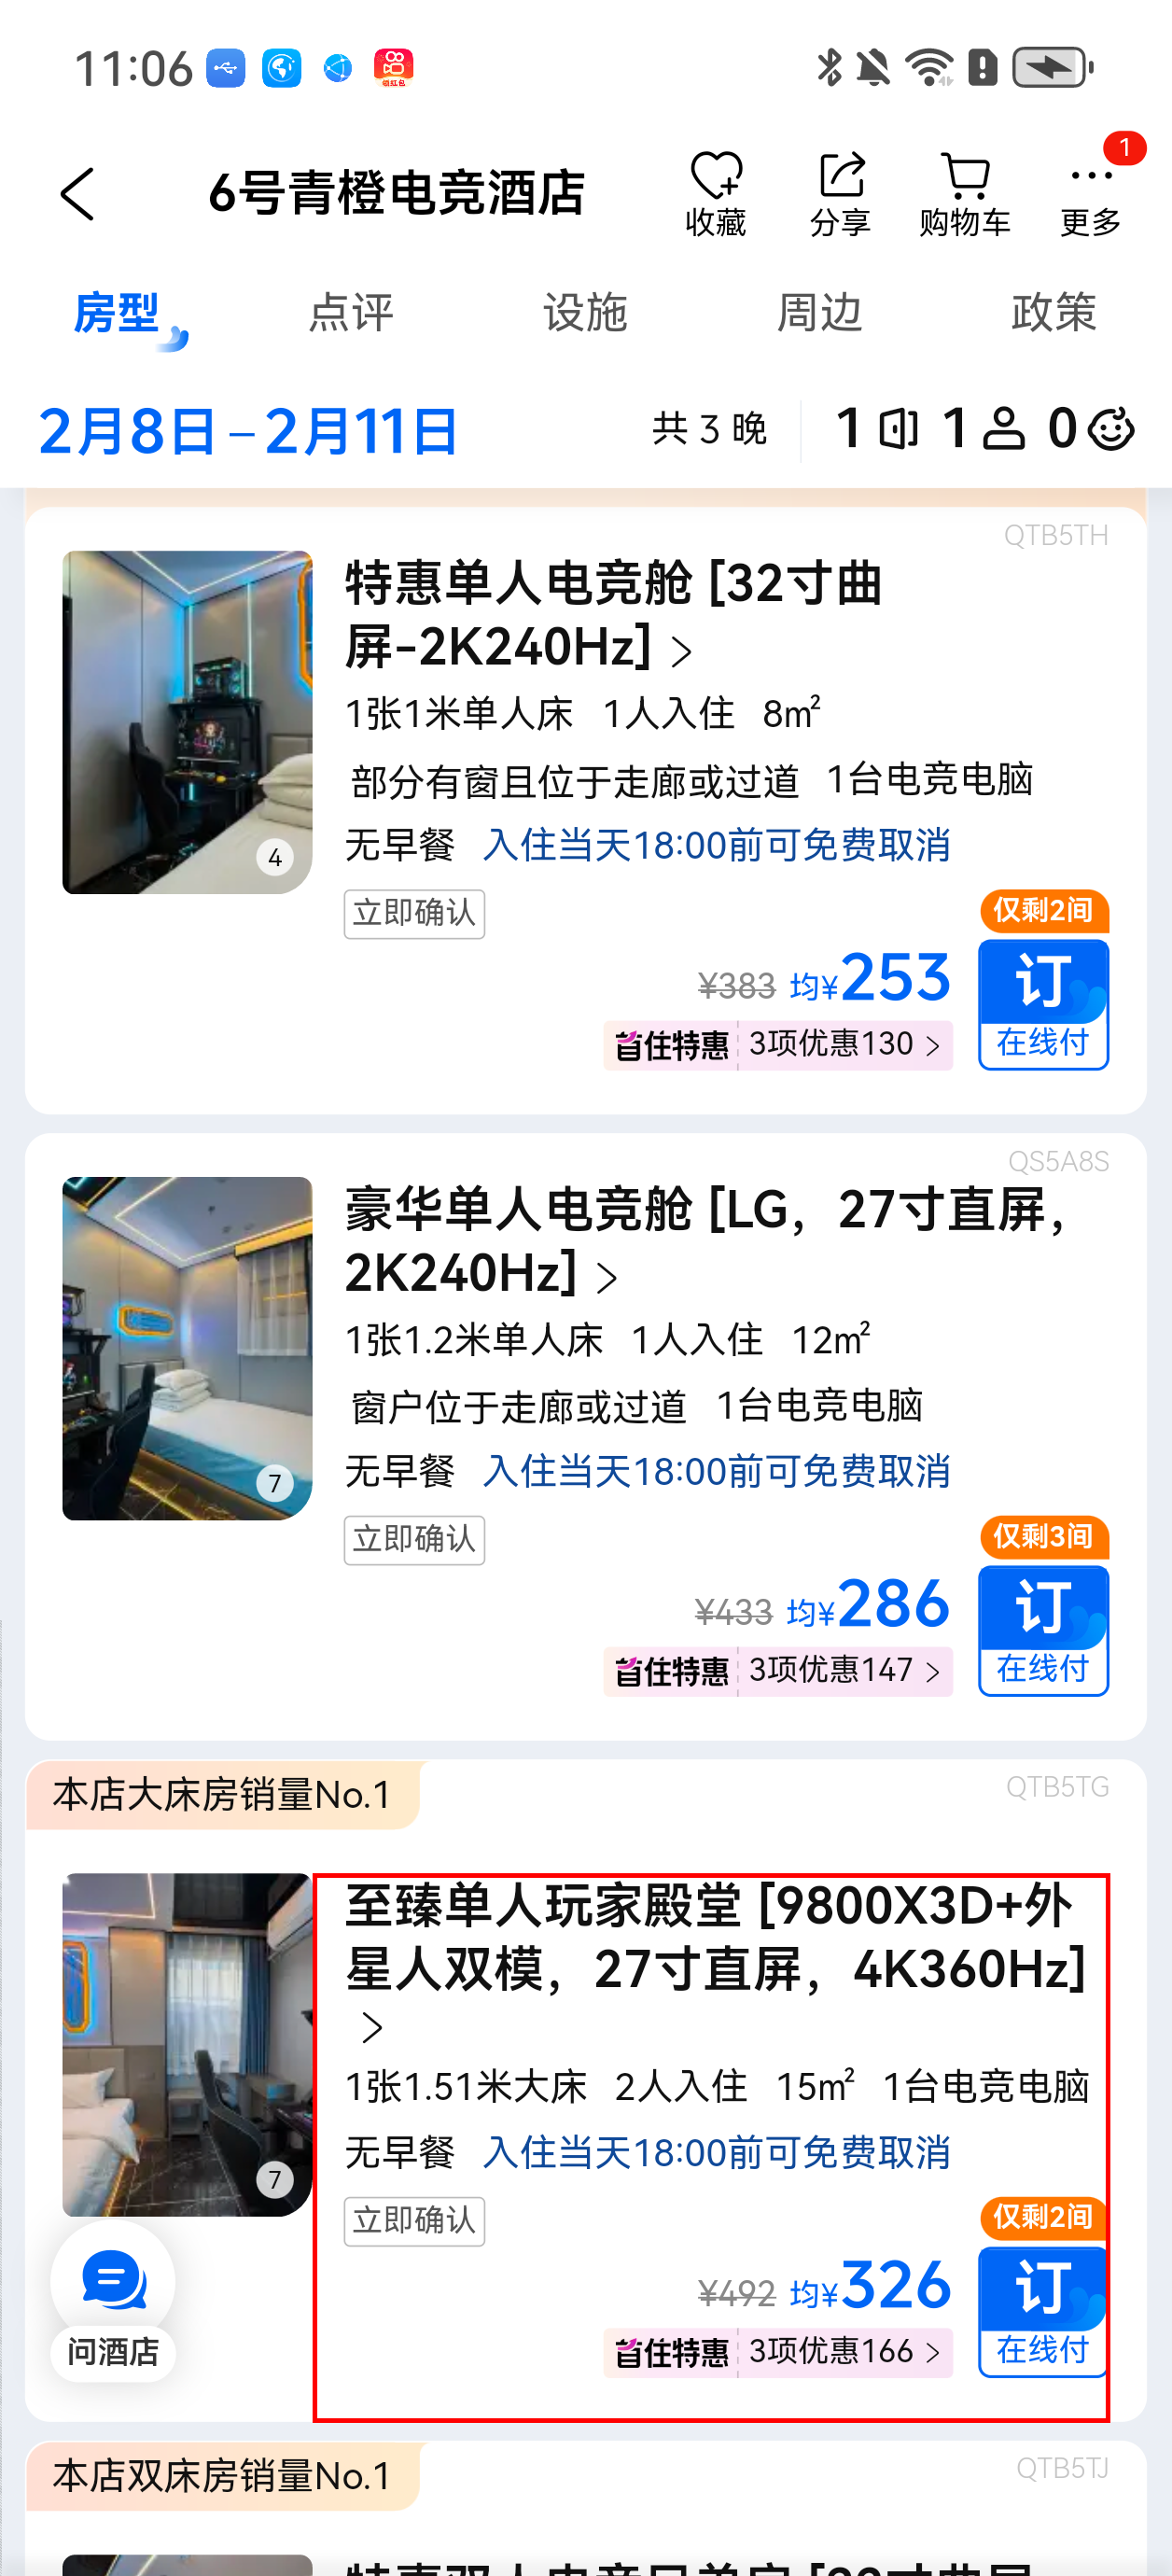 11:06
领红包
6号青橙电竞酒店
收藏
分享
购物车
更多
1
房型
点评
设施
周边
政策
2月8日 – 2月11日
共 3 晚
1
1
0
QTB5TH
特惠单人电竞舱 [32寸曲
屏-2K240Hz]
1张1米单人床 1人入住 8㎡
部分有窗且位于走廊或过道 1台电竞电脑
无早餐 入住当天18:00前可免费取消
4
立即确认
仅剩2间
¥383 均¥253
订
在线付
首住特惠 3项优惠130
QS5A8S
豪华单人电竞舱 [LG，27寸直屏，
2K240Hz]
1张1.2米单人床 1人入住 12㎡
窗户位于走廊或过道 1台电竞电脑
无早餐 入住当天18:00前可免费取消
7
立即确认
仅剩3间
¥433 均¥286
订
在线付
首住特惠 3项优惠147
本店大床房销量No.1
QTB5TG
至臻单人玩家殿堂 [9800X3D+外
星人双模，27寸直屏，4K360Hz]
1张1.51米大床 2人入住 15㎡ 1台电竞电脑
无早餐 入住当天18:00前可免费取消
7
立即确认
仅剩2间
¥492 均¥326
订
在线付
首住特惠 3项优惠166
问酒店
本店双床房销量No.1
QTB5TJ